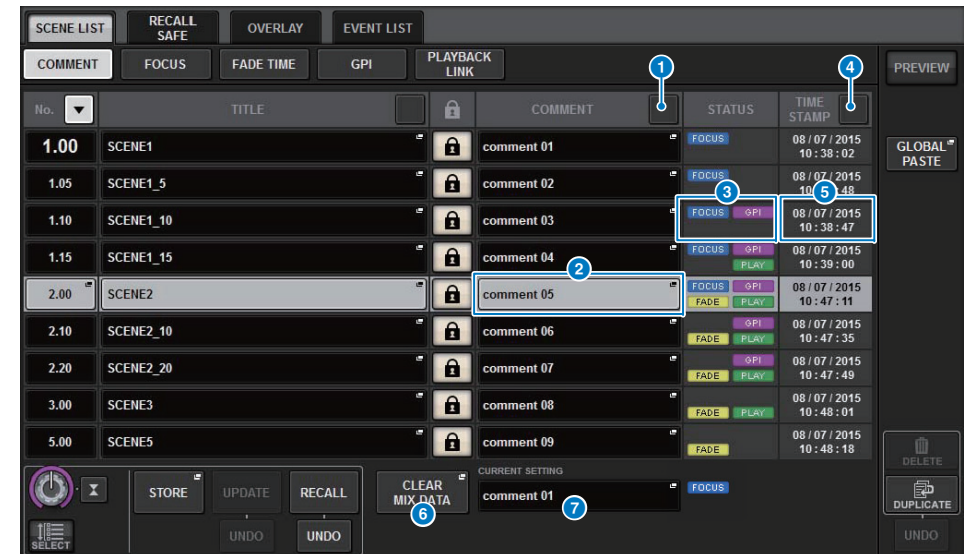 SCENE LIST RECALL SAFE OVERLAY EVENT LIST
COMMENT FOCUS FADE TIME GPI PLAYBACK LINK 1 4 PREVIEW
No. TITLE COMMENT STATUS TIME STAMP
1.00 SCENE1 comment 01 FOCUS 08/07/2015 10:38:02 GLOBAL PASTE
1.05 SCENE1_5 comment 02 FOCUS 3 08/07/2015 5 48
1.10 SCENE1_10 comment 03 FOCUS GPI 08/07/2015 10:38:47
1.15 SCENE1_15 comment 04 2 FOCUS GPI PLAY 08/07/2015 10:39:00
2.00 SCENE2 comment 05 FOCUS GPI FADE PLAY 08/07/2015 10:47:11
2.10 SCENE2_10 comment 06 GPI FADE PLAY 08/07/2015 10:47:35
2.20 SCENE2_20 comment 07 GPI FADE PLAY 08/07/2015 10:47:49
3.00 SCENE3 comment 08 FADE PLAY 08/07/2015 10:48:01
5.00 SCENE5 comment 09 FADE 08/07/2015 10:48:18 DELETE
STORE UPDATE RECALL CLEAR MIX DATA 6 CURRENT SETTING comment 01 7 FOCUS DUPLICATE
SELECT UNDO UNDO UNDO